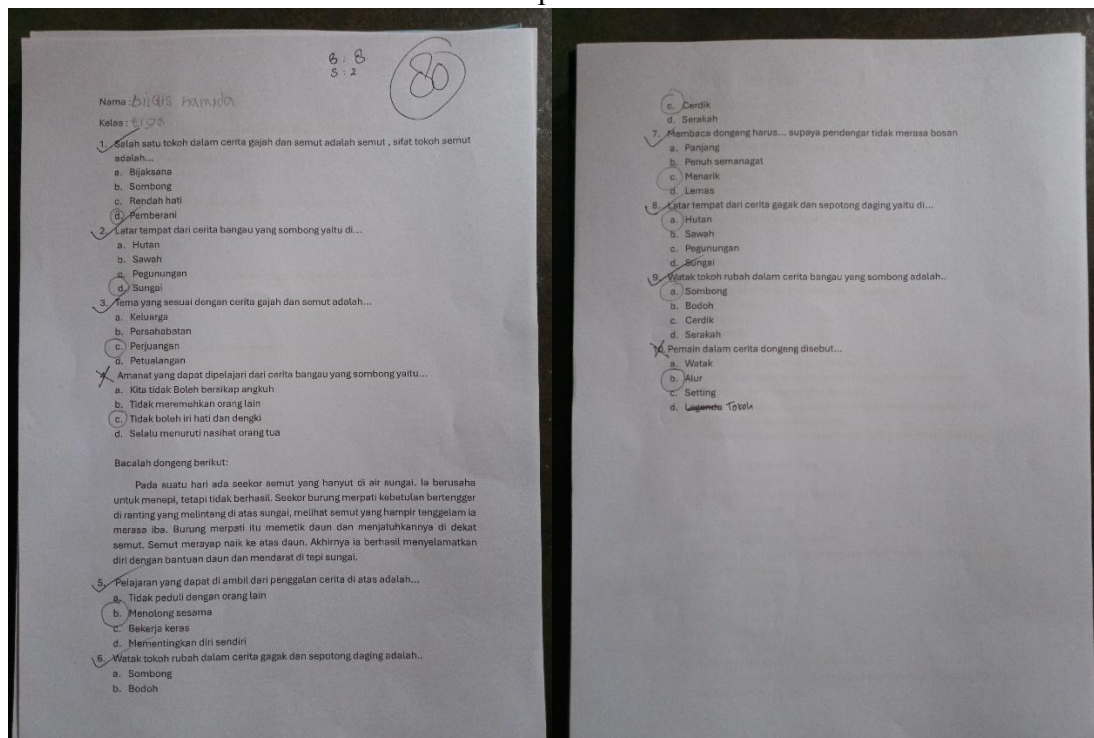 B : 8
S : 2
80
Nama : bilqis hamida
Kelas : tiga
1. Selah satu tokoh dalam cerita gajah dan semut adalah semut , sifat tokoh semut
adalah...
a. Bijaksana
b. Sombong
c. Rendah hati
d. Pemberani
2. Latar tempat dari cerita bangau yang sombong yaitu di...
a. Hutan
b. Sawah
c. Pegunungan
d. Sungai
3. Tema yang sesuai dengan cerita gajah dan semut adalah...
a. Keluarga
b. Persahabatan
c. Perjuangan
d. Petualangan
4. Amanat yang dapat dipelajari dari cerita bangau yang sombong yaitu...
a. Kita tidak Boleh bersikap angkuh
b. Tidak meremehkan orang lain
c. Tidak boleh iri hati dan dengki
d. Selalu menuruti nasihat orang tua
Bacalah dongeng berikut:
Pada suatu hari ada seekor semut yang hanyut di air sungai. Ia berusaha
untuk menepi, tetapi tidak berhasil. Seekor burung merpati kebetulan bertengger
di ranting yang melintang di atas sungai, melihat semut yang hampir tenggelam ia
merasa iba. Burung merpati itu memetik daun dan menjatuhkannya di dekat
semut. Semut merayap naik ke atas daun. Akhirnya ia berhasil menyelamatkan
diri dengan bantuan daun dan mendarat di tepi sungai.
5. Pelajaran yang dapat di ambil dari penggalan cerita di atas adalah...
a. Tidak peduli dengan orang lain
b. Menolong sesama
c. Bekerja keras
d. Mementingkan diri sendiri
6. Watak tokoh rubah dalam cerita gagak dan sepotong daging adalah..
a. Sombong
b. Bodoh
c. Cerdik
d. Serakah
7. Membaca dongeng harus... supaya pendengar tidak merasa bosan
a. Panjang
b. Penuh semanagat
c. Menarik
d. Lemas
8. Latar tempat dari cerita gagak dan sepotong daging yaitu di...
a. Hutan
b. Sawah
c. Pegunungan
d. Sungai
9. Watak tokoh rubah dalam cerita bangau yang sombong adalah..
a. Sombong
b. Bodoh
c. Cerdik
d. Serakah
10. Pemain dalam cerita dongeng disebut...
a. Watak
b. Alur
c. Setting
d. Legenda Tokoh